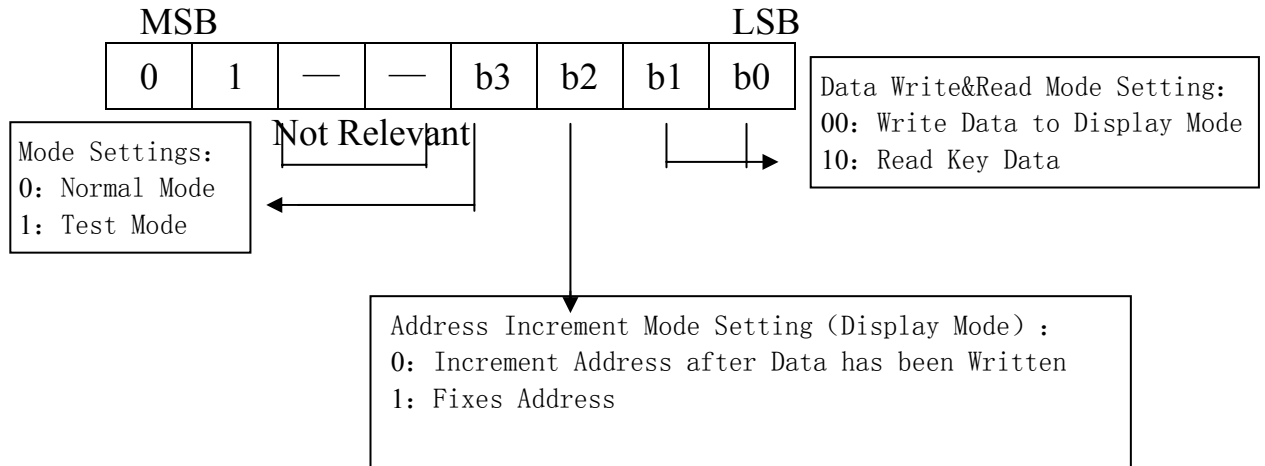 MSB LSB
0 1 — — b3 b2 b1 b0
Not Relevant
Data Write&Read Mode Setting：
00：Write Data to Display Mode
10：Read Key Data
Mode Settings：
0：Normal Mode
1：Test Mode
Address Increment Mode Setting（Display Mode）：
0：Increment Address after Data has been Written
1：Fixes Address